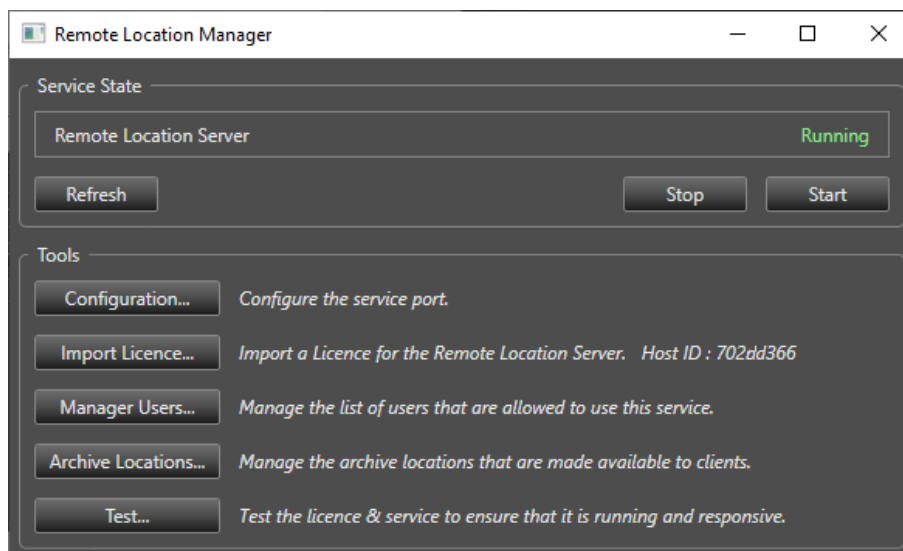 Remote Location Manager
Service State
Remote Location Server Running
Refresh Stop Start
Tools
Configuration... Configure the service port.
Import Licence... Import a Licence for the Remote Location Server. Host ID : 702dd366
Manager Users... Manage the list of users that are allowed to use this service.
Archive Locations... Manage the archive locations that are made available to clients.
Test... Test the licence & service to ensure that it is running and responsive.